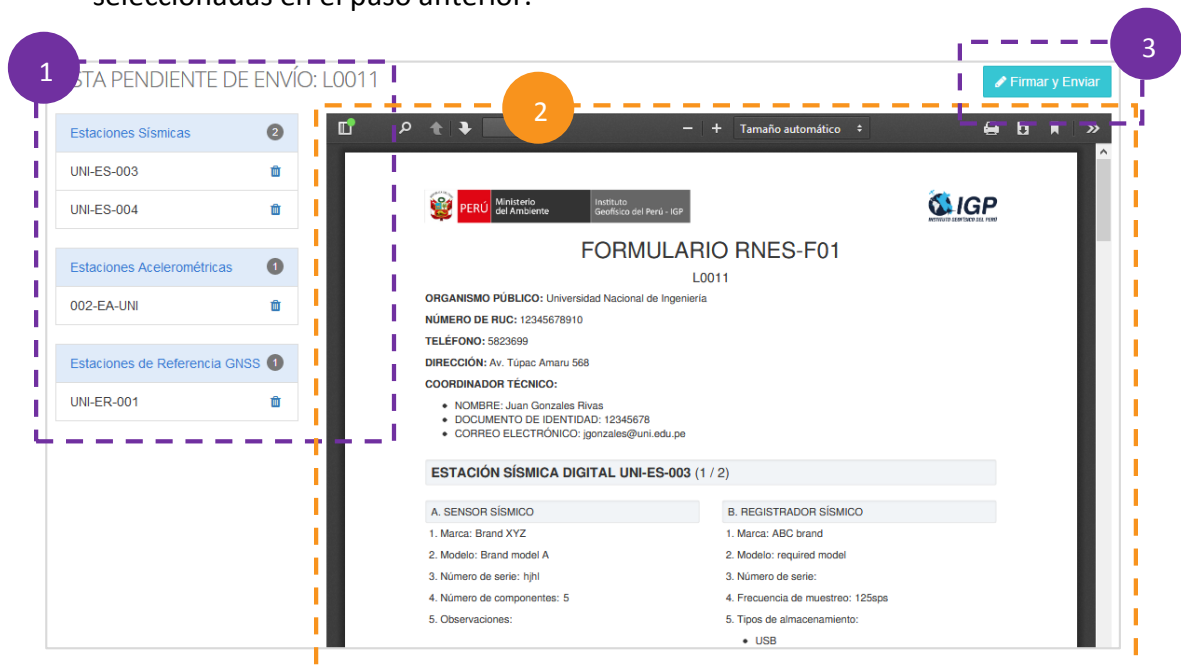 seleccionadas en el paso anterior.
1
STA PENDIENTE DE ENVÍO: L0011
3
Firmar y Enviar
2
Estaciones Sísmicas 2
UNI-ES-003
UNI-ES-004
Estaciones Acelerométricas 1
002-EA-UNI
Estaciones de Referencia GNSS 1
UNI-ER-001
Tamaño automático
PERÚ
Ministerio
del Ambiente
Instituto
Geofísico del Perú - IGP
IGP
INSTITUTO GEOFÍSICO DEL PERÚ
FORMULARIO RNES-F01
L0011
ORGANISMO PÚBLICO: Universidad Nacional de Ingeniería
NÚMERO DE RUC: 12345678910
TELÉFONO: 5823699
DIRECCIÓN: Av. Túpac Amaru 568
COORDINADOR TÉCNICO:
• NOMBRE: Juan Gonzales Rivas
• DOCUMENTO DE IDENTIDAD: 12345678
• CORREO ELECTRÓNICO: jgonzales@uni.edu.pe
ESTACIÓN SÍSMICA DIGITAL UNI-ES-003 (1 / 2)
A. SENSOR SÍSMICO
1. Marca: Brand XYZ
2. Modelo: Brand model A
3. Número de serie: hjhl
4. Número de componentes: 5
5. Observaciones:
B. REGISTRADOR SÍSMICO
1. Marca: ABC brand
2. Modelo: required model
3. Número de serie:
4. Frecuencia de muestreo: 125sps
5. Tipos de almacenamiento:
• USB